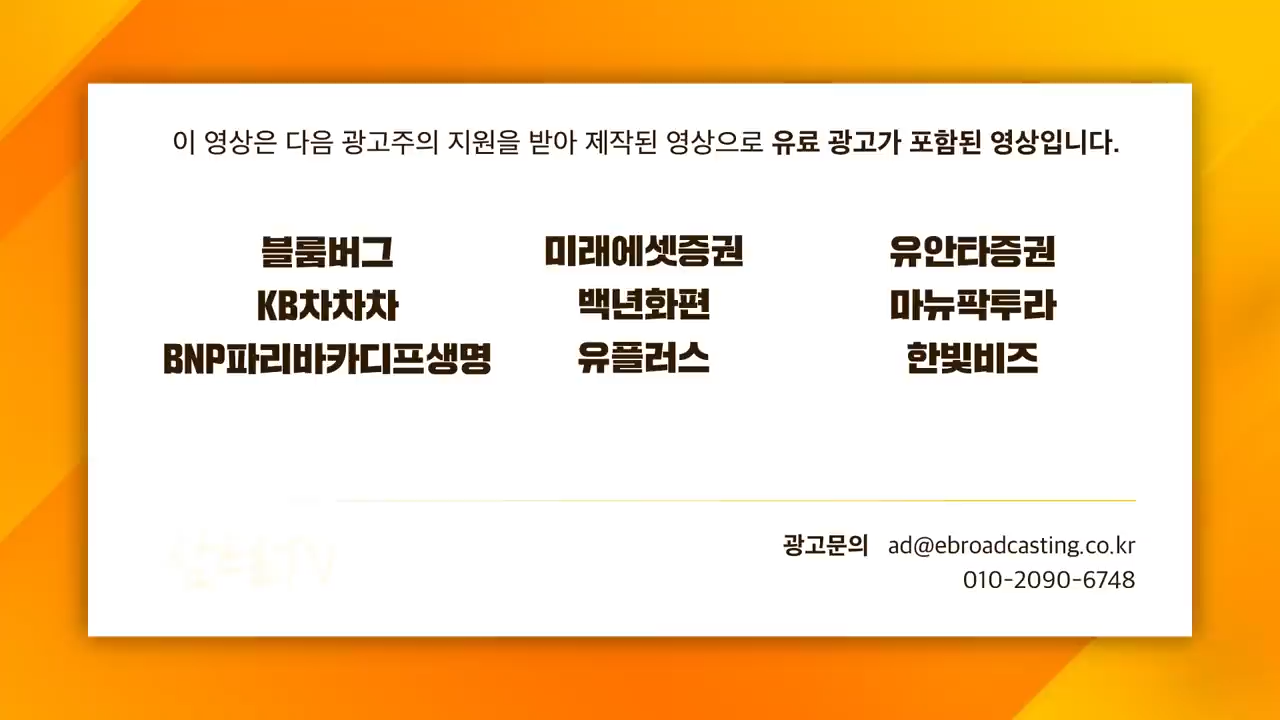 이 영상은 다음 광고주의 지원을 받아 제작된 영상으로 유료 광고가 포함된 영상입니다.
블룸버그 미래에셋증권 유안타증권
KB차차차 백년화편 마뉴팍투라
BNP파리바카디프생명 유플러스 한빛비즈
광고문의 ad@ebroadcasting.co.kr
010-2090-6748